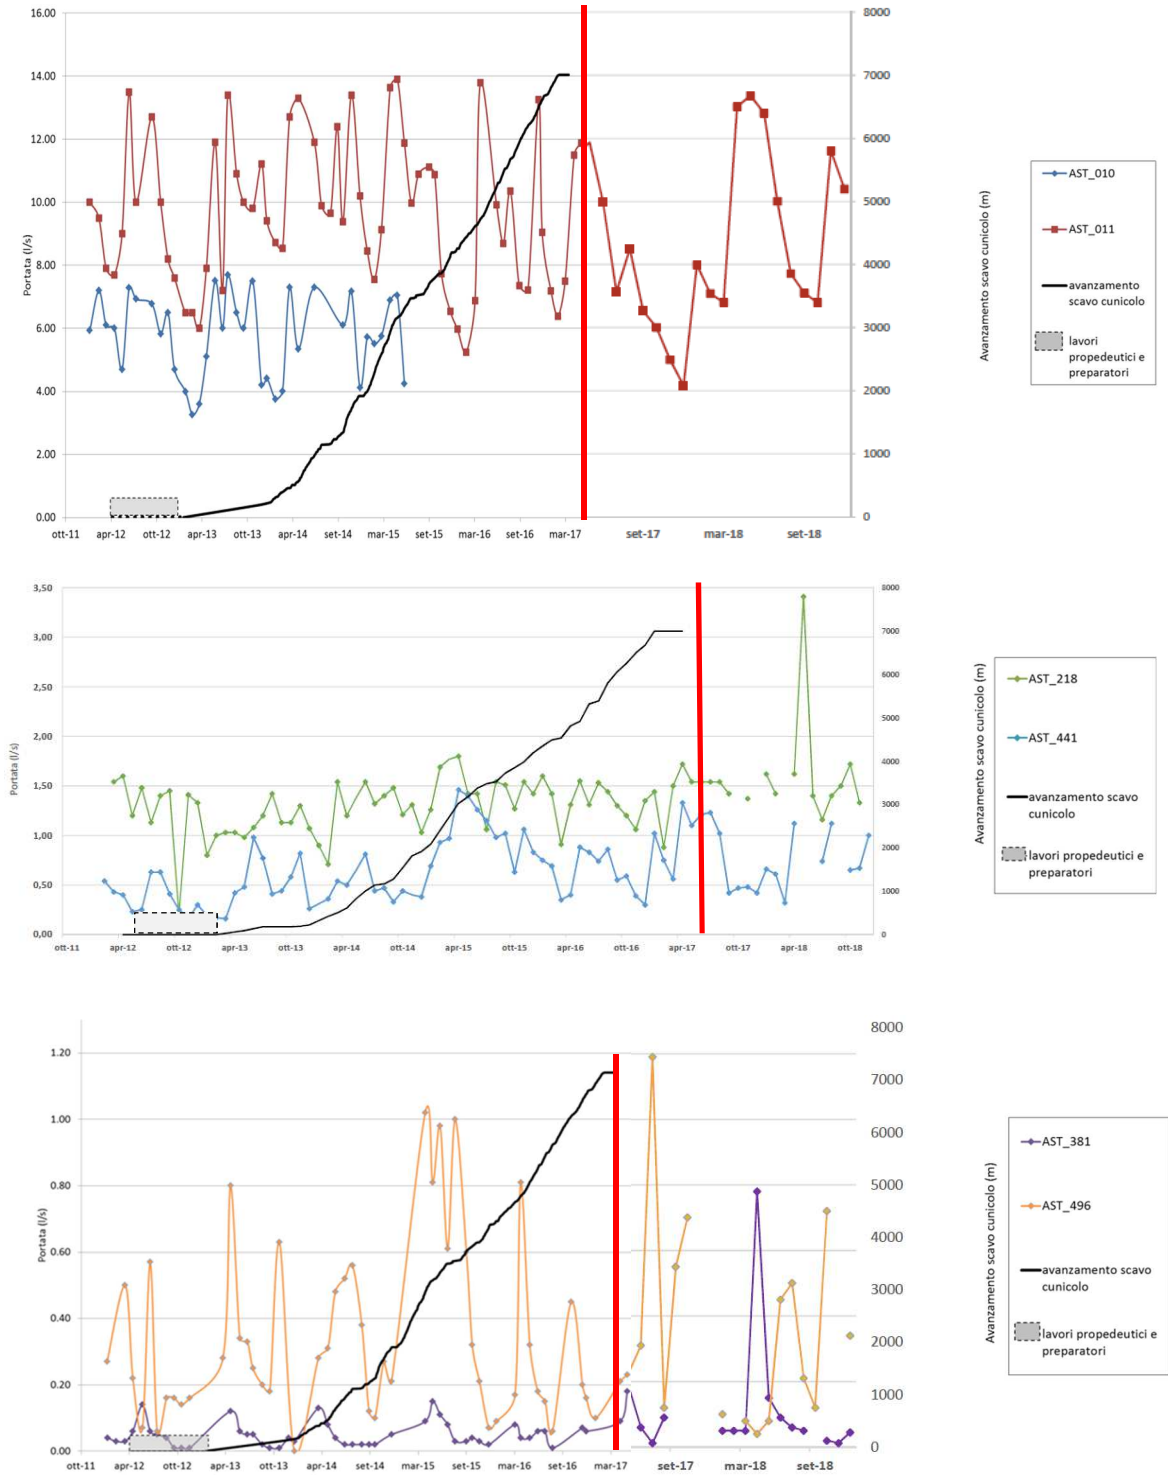 16.00
14.00
12.00
10.00
8.00
6.00
4.00
2.00
0.00
Portata (l/s)
8000
7000
6000
5000
4000
3000
2000
1000
0
Avanzamento scavo cunicolo (m)
ott-11 apr-12 ott-12 apr-13 ott-13 apr-14 set-14 mar-15 set-15 mar-16 set-16 mar-17 set-17 mar-18 set-18
AST_010
AST_011
avanzamento
scavo cunicolo
lavori
propedeutici e
preparatori
3,50
3,00
2,50
2,00
1,50
1,00
0,50
0,00
Portata (l/s)
8000
7000
6000
5000
4000
3000
2000
1000
0
Avanzamento scavo cunicolo (m)
ott-11 apr-12 ott-12 apr-13 ott-13 apr-14 ott-14 apr-15 ott-15 apr-16 ott-16 apr-17 ott-17 apr-18 ott-18
AST_218
AST_441
avanzamento scavo
cunicolo
lavori propedeutici e
preparatori
1.20
1.00
0.80
0.60
0.40
0.20
0.00
Portata (l/s)
8000
7000
6000
5000
4000
3000
2000
1000
0
Avanzamento scavo cunicolo (m)
ott-11 apr-12 ott-12 apr-13 ott-13 apr-14 set-14 mar-15 set-15 mar-16 set-16 mar-17 set-17 mar-18 set-18
AST_381
AST_496
avanzamento scavo
cunicolo
lavori propedeutici e
preparatori